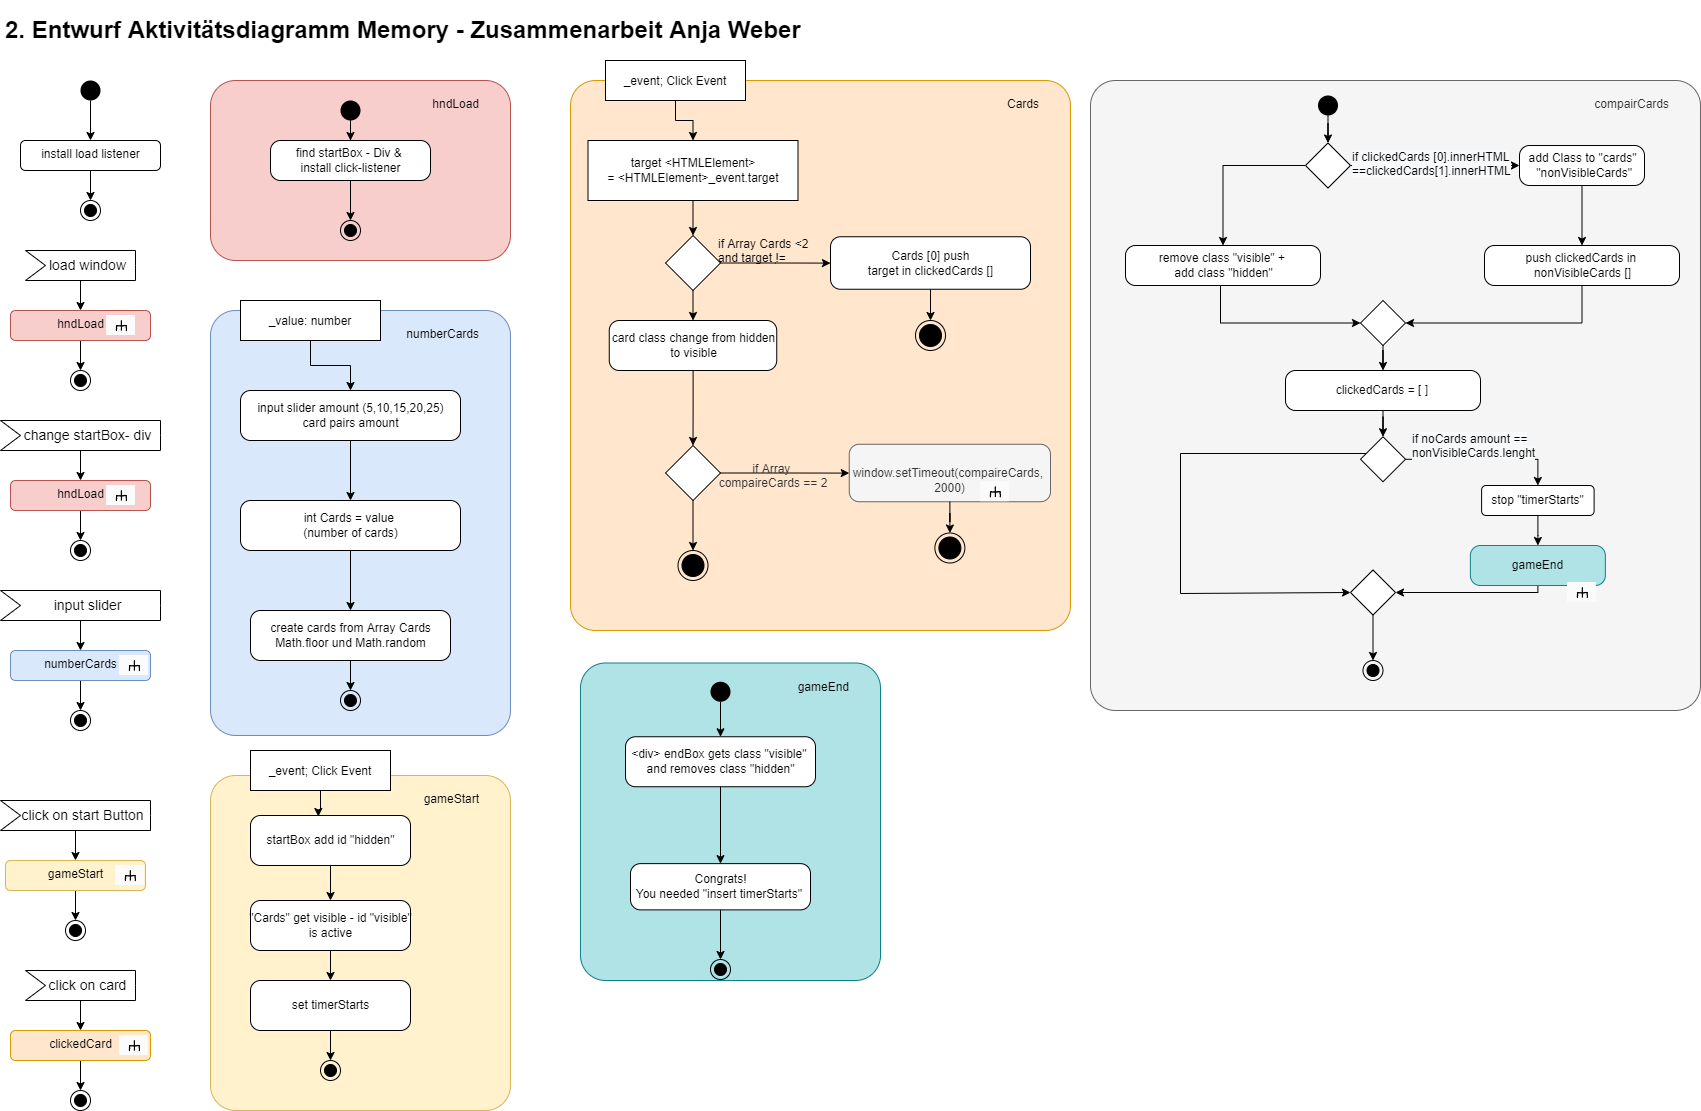 2. Entwurf Aktivitätsdiagramm Memory - Zusammenarbeit Anja Weber
install load listener
load window
hndLoad
change startBox- div
hndLoad
input slider
numberCards
click on start Button
gameStart
click on card
clickedCard
hndLoad
find startBox - Div &
install click-listener
_value: number
numberCards
input slider amount (5,10,15,20,25)
card pairs amount
int Cards = value
(number of cards)
create cards from Array Cards
Math.floor und Math.random
_event; Click Event
gameStart
startBox add id "hidden"
"Cards" get visible - id "visible"
is active
set timerStarts
_event; Click Event
Cards
target <HTMLElement>
= <HTMLElement>_event.target
if Array Cards <2
and target !=
Cards [0] push
target in clickedCards []
card class change from hidden
to visible
if Array
compaireCards == 2
window.setTimeout(compaireCards,
2000)
gameEnd
<div> endBox gets class "visible"
and removes class "hidden"
Congrats!
You needed "insert timerStarts"
compairCards
if clickedCards [0].innerHTML
==clickedCards[1].innerHTML
add Class to "cards"
"nonVisibleCards"
remove class "visible" +
add class "hidden"
push clickedCards in
nonVisibleCards []
clickedCards = [ ]
if noCards amount ==
nonVisibleCards.lenght
stop "timerStarts"
gameEnd